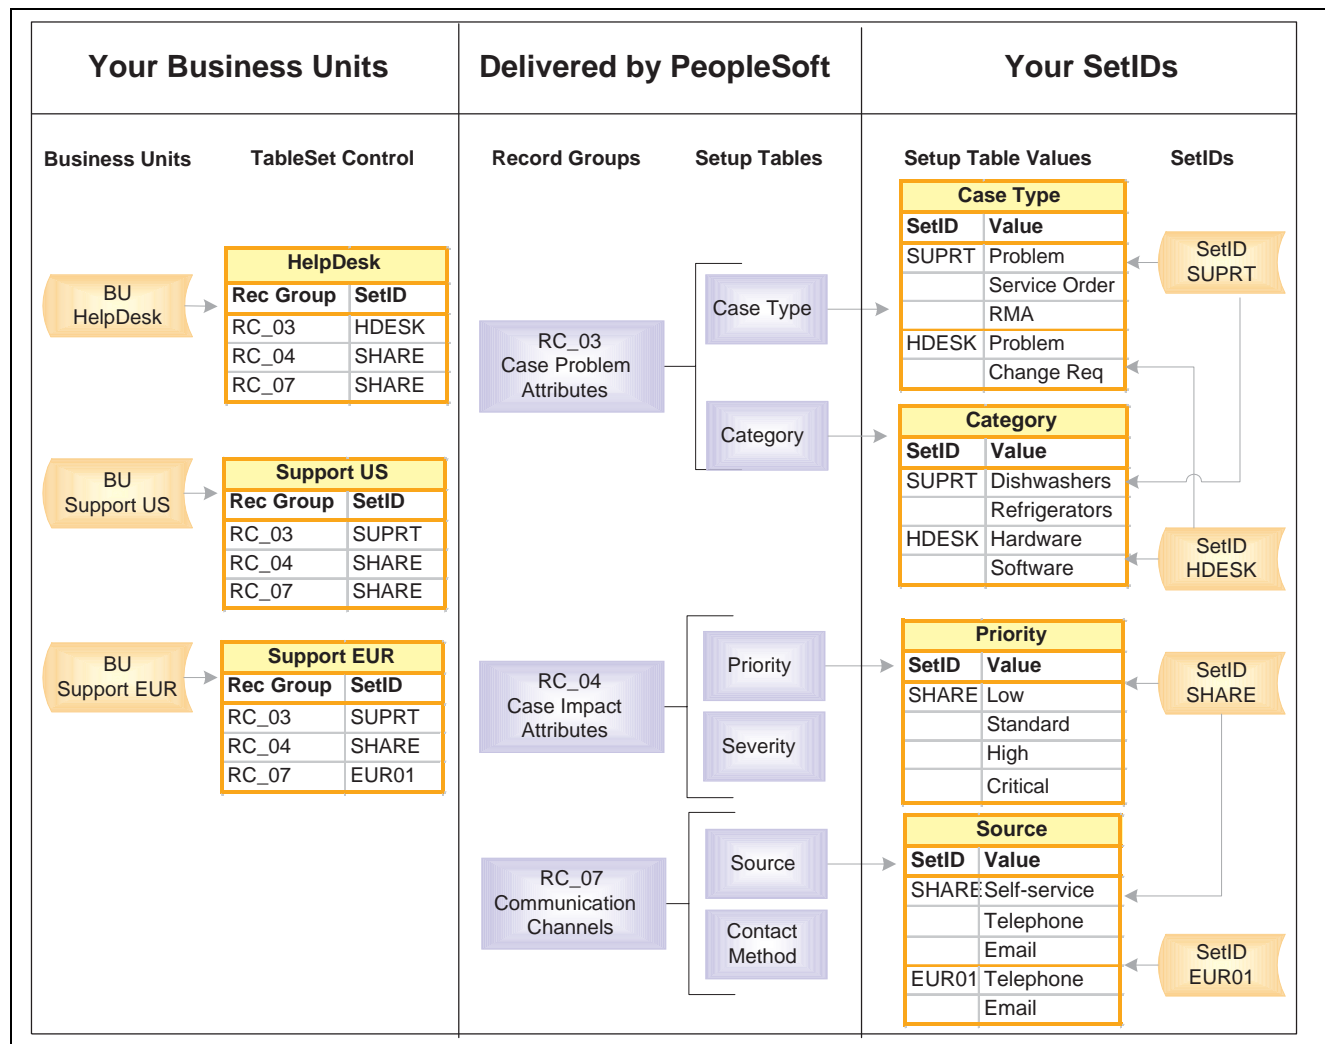 Your Business Units
Delivered by PeopleSoft
Your SetIDs
Business Units
TableSet Control
Record Groups
Setup Tables
Setup Table Values
SetIDs
BU
HelpDesk
HelpDesk
Rec Group SetID
RC_03 HDESK
RC_04 SHARE
RC_07 SHARE
BU
Support US
Support US
Rec Group SetID
RC_03 SUPRT
RC_04 SHARE
RC_07 SHARE
BU
Support EUR
Support EUR
Rec Group SetID
RC_03 SUPRT
RC_04 SHARE
RC_07 EUR01
RC_03
Case Problem
Attributes
Case Type
Category
RC_04
Case Impact
Attributes
Priority
Severity
RC_07
Communication
Channels
Source
Contact
Method
Case Type
SetID Value
SUPRT Problem
Service Order
RMA
HDESK Problem
Change Req
Category
SetID Value
SUPRT Dishwashers
Refrigerators
HDESK Hardware
Software
Priority
SetID Value
SHARE Low
Standard
High
Critical
Source
SetID Value
SHARE Self-service
Telephone
Email
EUR01 Telephone
Email
SetID
SUPRT
SetID
HDESK
SetID
SHARE
SetID
EUR01